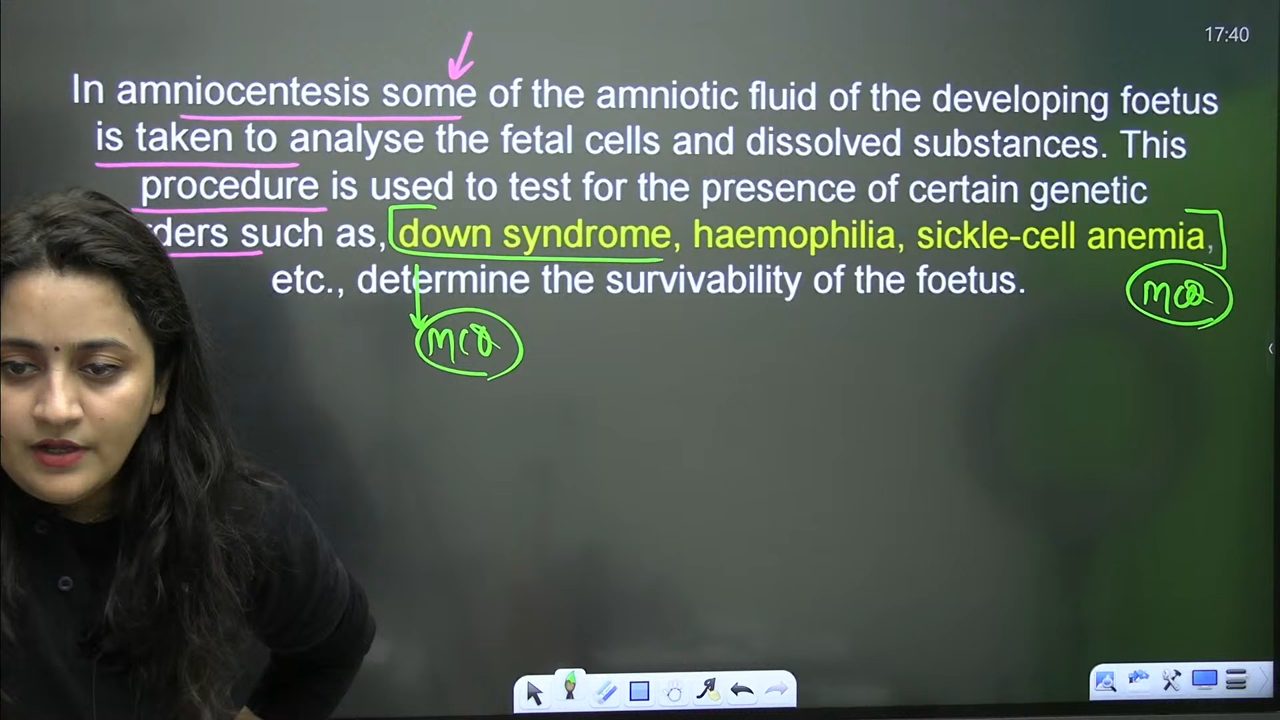 17:40
In amniocentesis some of the amniotic fluid of the developing foetus
is taken to analyse the fetal cells and dissolved substances. This
procedure is used to test for the presence of certain genetic
rders such as, down syndrome, haemophilia, sickle-cell anemia,
etc., determine the survivability of the foetus.
MCQ
MCQ